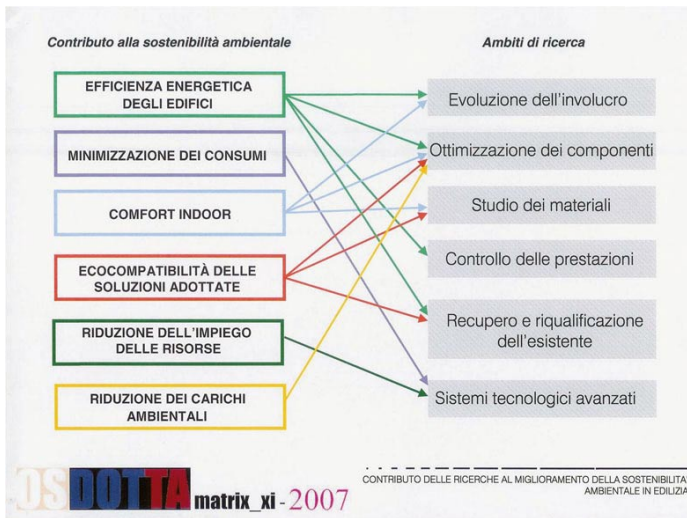 Contributo alla sostenibilità ambientale
Ambiti di ricerca
EFFICIENZA ENERGETICA
DEGLI EDIFICI
MINIMIZZAZIONE DEI CONSUMI
COMFORT INDOOR
ECOCOMPATIBILITÀ DELLE
SOLUZIONI ADOTTATE
RIDUZIONE DELL'IMPIEGO
DELLE RISORSE
RIDUZIONE DEI CARICHI
AMBIENTALI
Evoluzione dell'involucro
Ottimizzazione dei componenti
Studio dei materiali
Controllo delle prestazioni
Recupero e riqualificazione
dell'esistente
Sistemi tecnologici avanzati
OSDOTTA matrix_xi - 2007
CONTRIBUTO DELLE RICERCHE AL MIGLIORAMENTO DELLA SOSTENIBILITA'
AMBIENTALE IN EDILIZIA